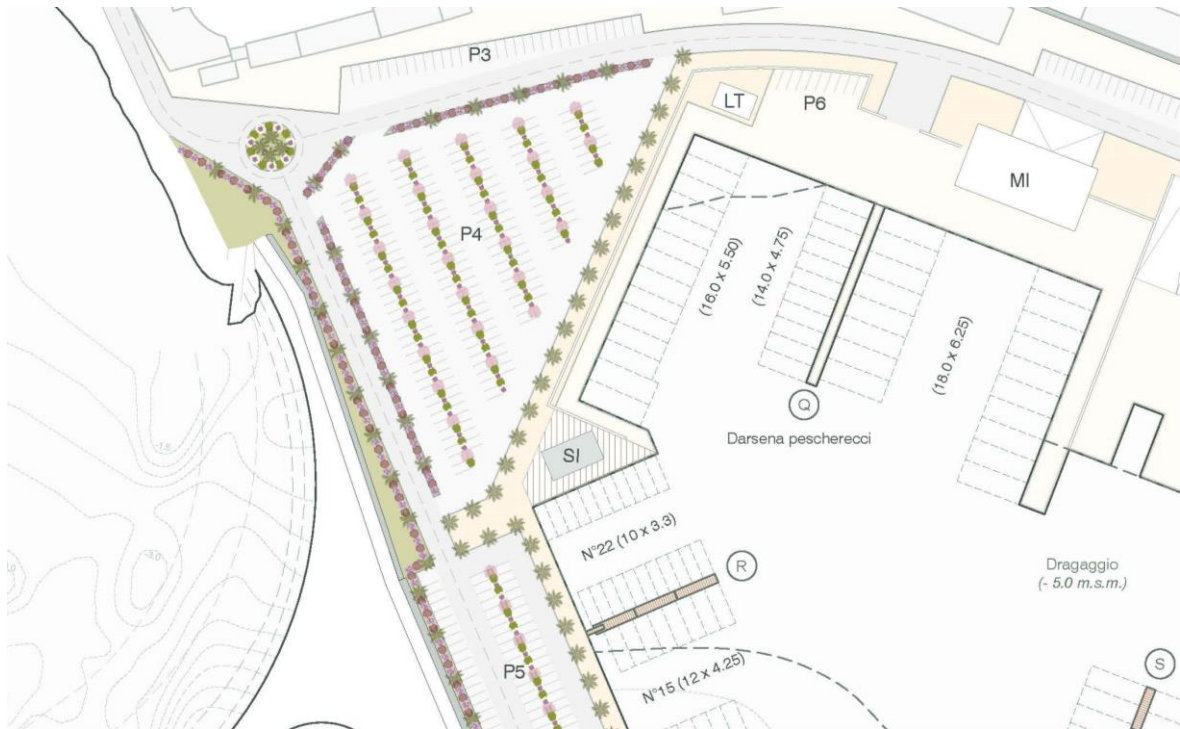 P3
LT
P6
MI
P4
(16.0 x 5.50)
(14.0 x 4.75)
(18.0 x 6.25)
Q
Darsena pescherecci
SI
N°22 (10 x 3.3)
R
Dragaggio
(- 5.0 m.s.m.)
P5
N°15 (12 x 4.25)
S